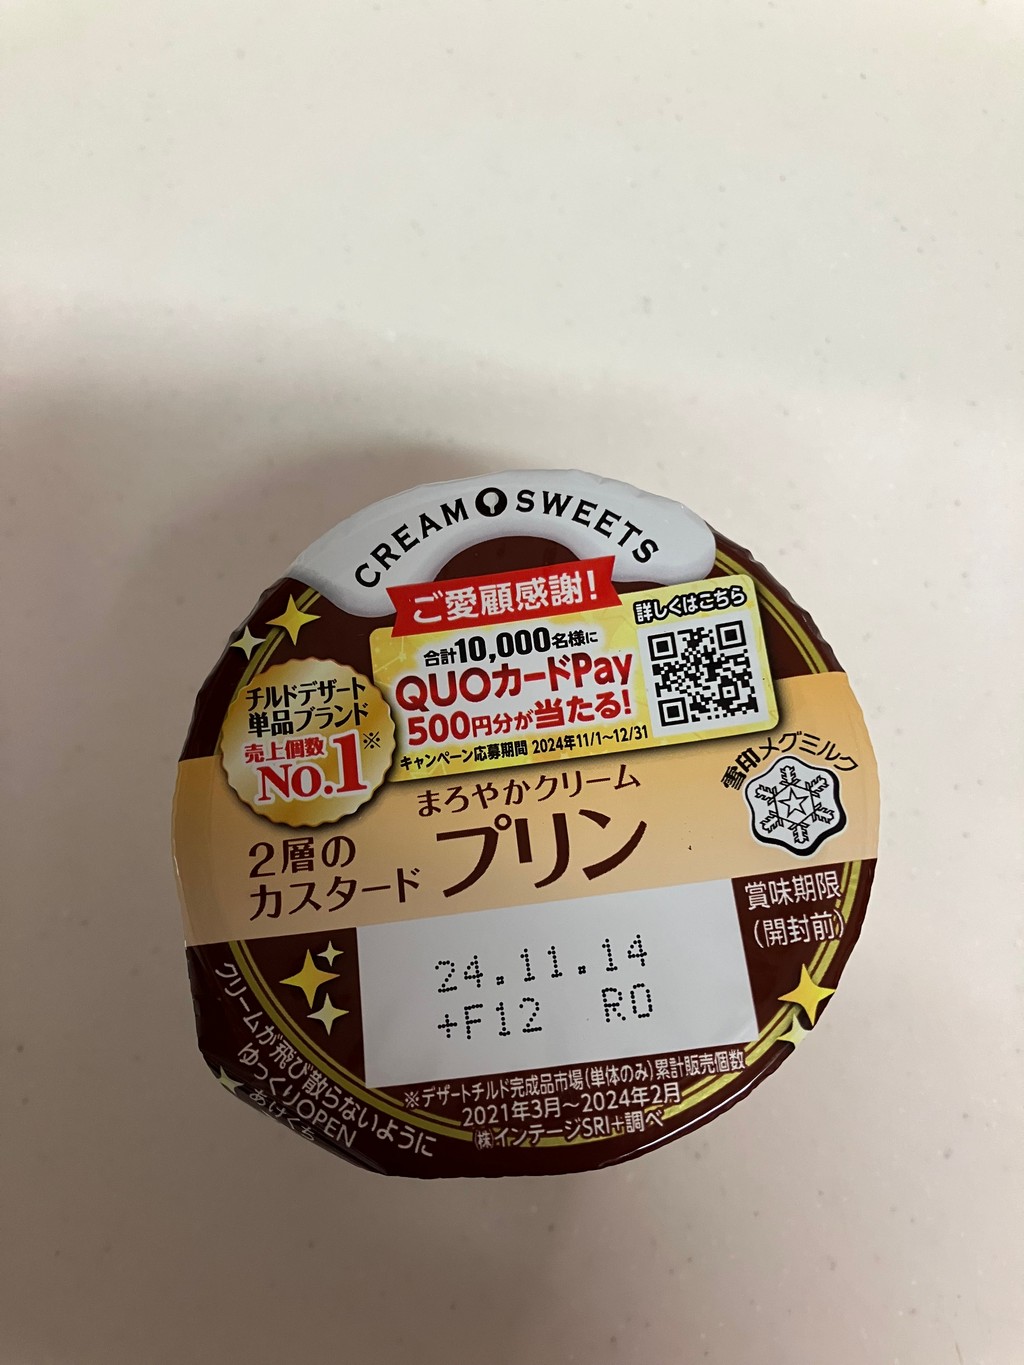 CREAM SWEETS
ご愛顧感謝!
合計10,000名様に
QUOカードPay
500円分が当たる!
キャンペーン応募期間 2024年11/1~12/31
詳しくはこちら
チルドデザート
単品ブランド
売上個数
No.1※
雪印メグミルク
まろやかクリーム
2層の
カスタード
プリン
賞味期限
(開封前)
24.11.14
+F12 RO
※デザートチルド完成品市場(単体のみ)累計販売個数
2021年3月~2024年2月
㈱インテージSRI+調べ
クリームが飛び散らないように
ゆっくりOPEN
あけくち